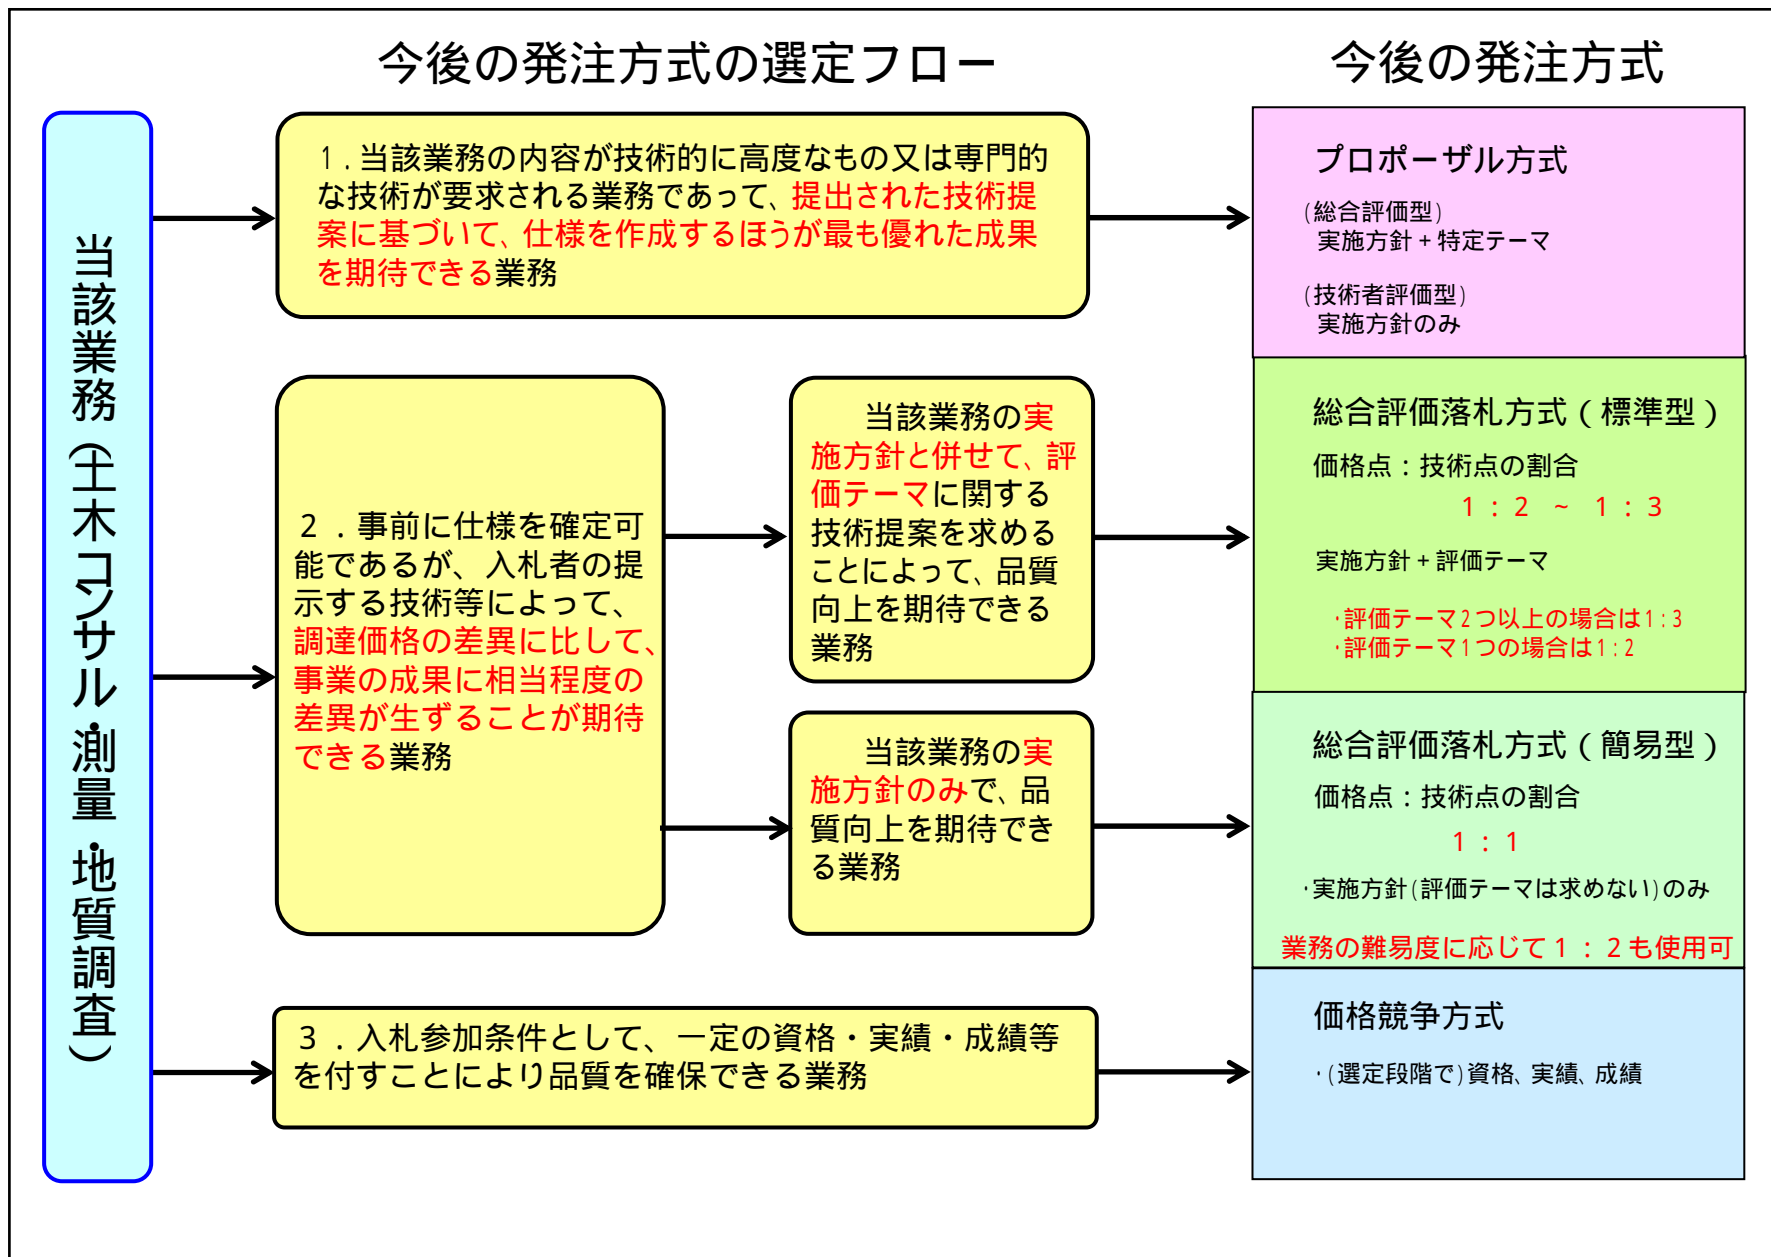 今後の発注方式の選定フロー
今後の発注方式
当該業務（土木コンサル・測量・地質調査）
１．当該業務の内容が技術的に高度なもの又は専門的
な技術が要求される業務であって、提出された技術提
案に基づいて、仕様を作成するほうが最も優れた成果
を期待できる業務
プロポーザル方式
(総合評価型)
実施方針＋特定テーマ
(技術者評価型)
実施方針のみ
２．事前に仕様を確定可
能であるが、入札者の提
示する技術等によって、
調達価格の差異に比して、
事業の成果に相当程度の
差異が生ずることが期待
できる業務
当該業務の実
施方針と併せて、評
価テーマに関する
技術提案を求める
ことによって、品質
向上を期待できる
業務
総合評価落札方式（標準型）
価格点：技術点の割合
１：２ ～ １：３
実施方針＋評価テーマ
・評価テーマ2つ以上の場合は1:3
・評価テーマ1つの場合は1:2
当該業務の実
施方針のみで、品
質向上を期待でき
る業務
総合評価落札方式（簡易型）
価格点：技術点の割合
１：１
・実施方針(評価テーマは求めない)のみ
業務の難易度に応じて１：２も使用可
３．入札参加条件として、一定の資格・実績・成績等
を付すことにより品質を確保できる業務
価格競争方式
・(選定段階で)資格、実績、成績